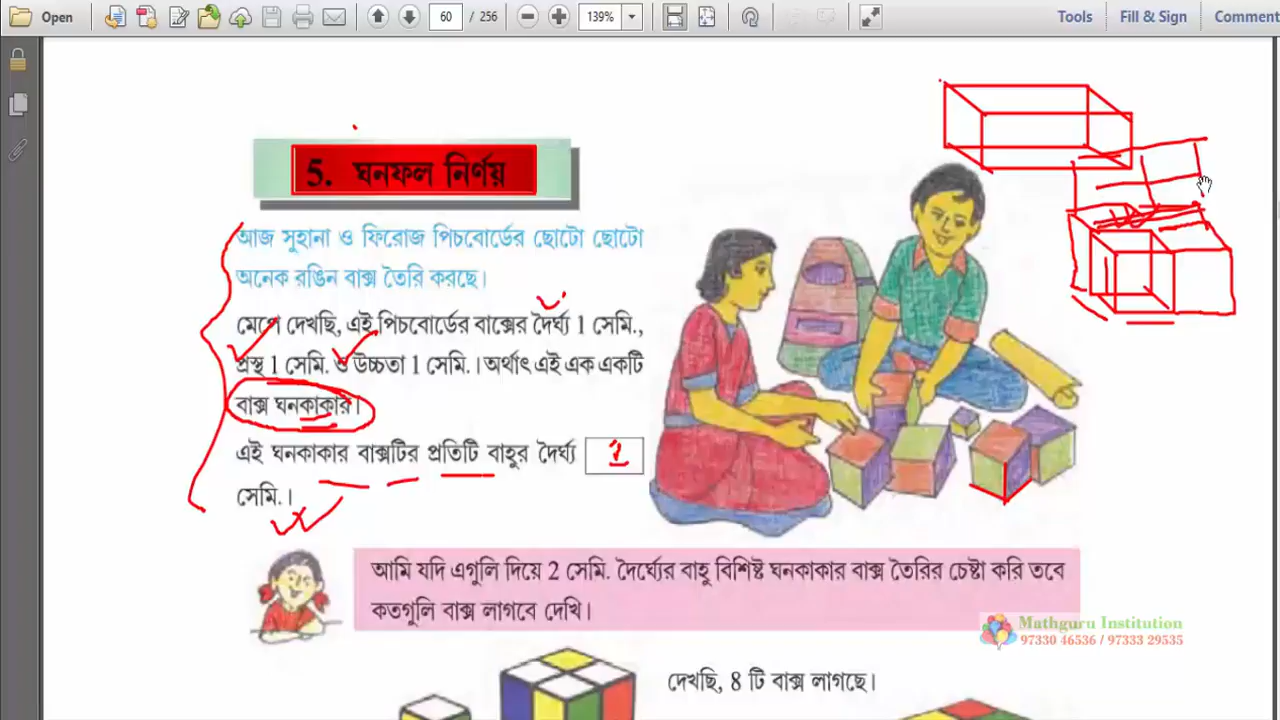 Open
60
/ 256
139%
Tools
Fill & Sign
Comment
5. ঘনফল নির্ণয়
আজ সুহানা ও ফিরোজ পিচবোর্ডের ছোটো ছোটো
অনেক রঙিন বাক্স তৈরি করছে।
মেপে দেখছি, এই পিচবোর্ডের বাক্সের দৈর্ঘ্য 1 সেমি.,
প্রস্থ 1 সেমি. ও উচ্চতা 1 সেমি.। অর্থাৎ এই এক একটি
বাক্স ঘনকাকার।
এই ঘনকাকার বাক্সটির প্রতিটি বাহুর দৈর্ঘ্য 1
সেমি.।
আমি যদি এগুলি দিয়ে 2 সেমি. দৈর্ঘ্যের বাহু বিশিষ্ট ঘনকাকার বাক্স তৈরির চেষ্টা করি তবে
কতগুলি বাক্স লাগবে দেখি।
Mathguru Institution
97330 46536 / 97333 29535
দেখছি, 8 টি বাক্স লাগছে।